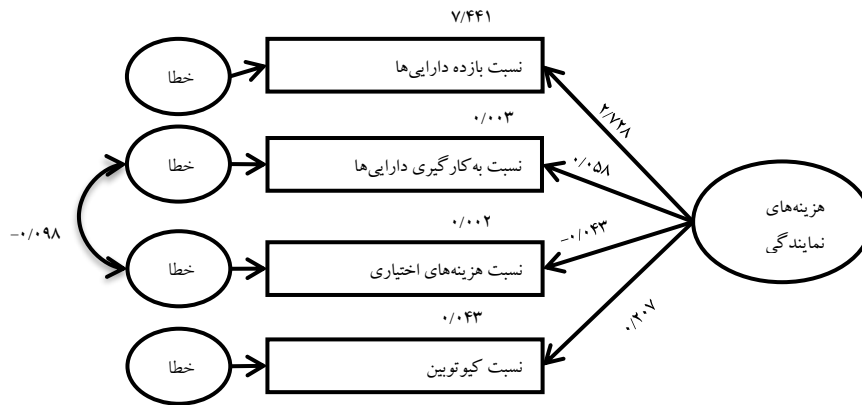 ۷/۴۴۱
نسبت بازده دارایی‌ها
خطا
۲/۷۲۸
۰/۰۰۳
نسبت به‌کارگیری دارایی‌ها
خطا
۰/۰۵۸
هزینه‌های
نمایندگی
۰/۰۰۲
-۰/۰۴۳
-۰/۰۹۸
نسبت هزینه‌های اختیاری
خطا
۰/۰۴۳
۰/۲۰۷
نسبت کیوتوبین
خطا